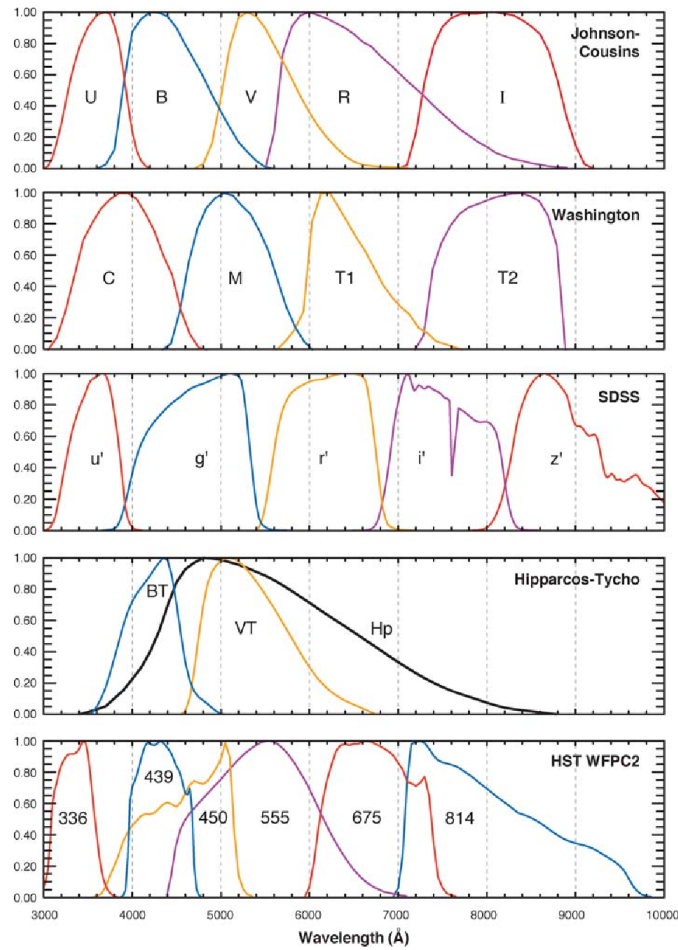 1.00
0.80
0.60
0.40
0.20
0.00
Johnson-
Cousins
U B V R I
1.00
0.80
0.60
0.40
0.20
0.00
Washington
C M T1 T2
1.00
0.80
0.60
0.40
0.20
0.00
SDSS
u' g' r' i' z'
1.00
0.80
0.60
0.40
0.20
0.00
Hipparcos-Tycho
BT
VT Hp
1.00
0.80
0.60
0.40
0.20
0.00
HST WFPC2
439
336 450 555 675 814
3000 4000 5000 6000 7000 8000 9000 10000
Wavelength (Å)